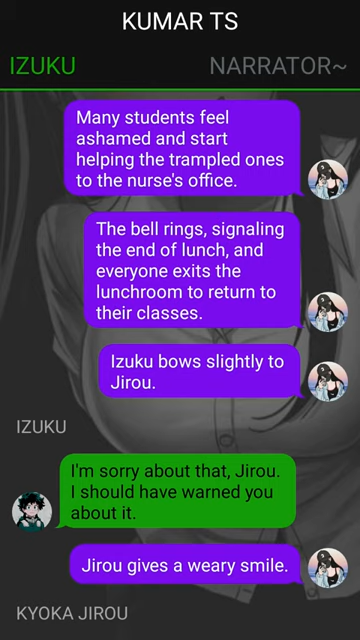 KUMAR TS
IZUKU
NARRATOR~
Many students feel
ashamed and start
helping the trampled ones
to the nurse's office.
The bell rings, signaling
the end of lunch, and
everyone exits the
lunchroom to return to
their classes.
Izuku bows slightly to
Jirou.
IZUKU
I'm sorry about that, Jirou.
I should have warned you
about it.
Jirou gives a weary smile.
KYOKA JIROU